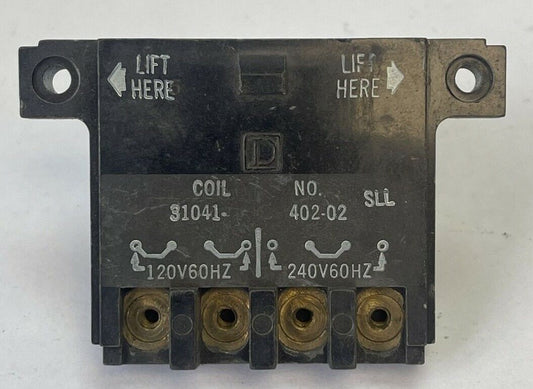 LIFT HERE
LIFT HERE
D
COIL NO. SLL
31041- 402-02
120V60HZ | 240V60HZ